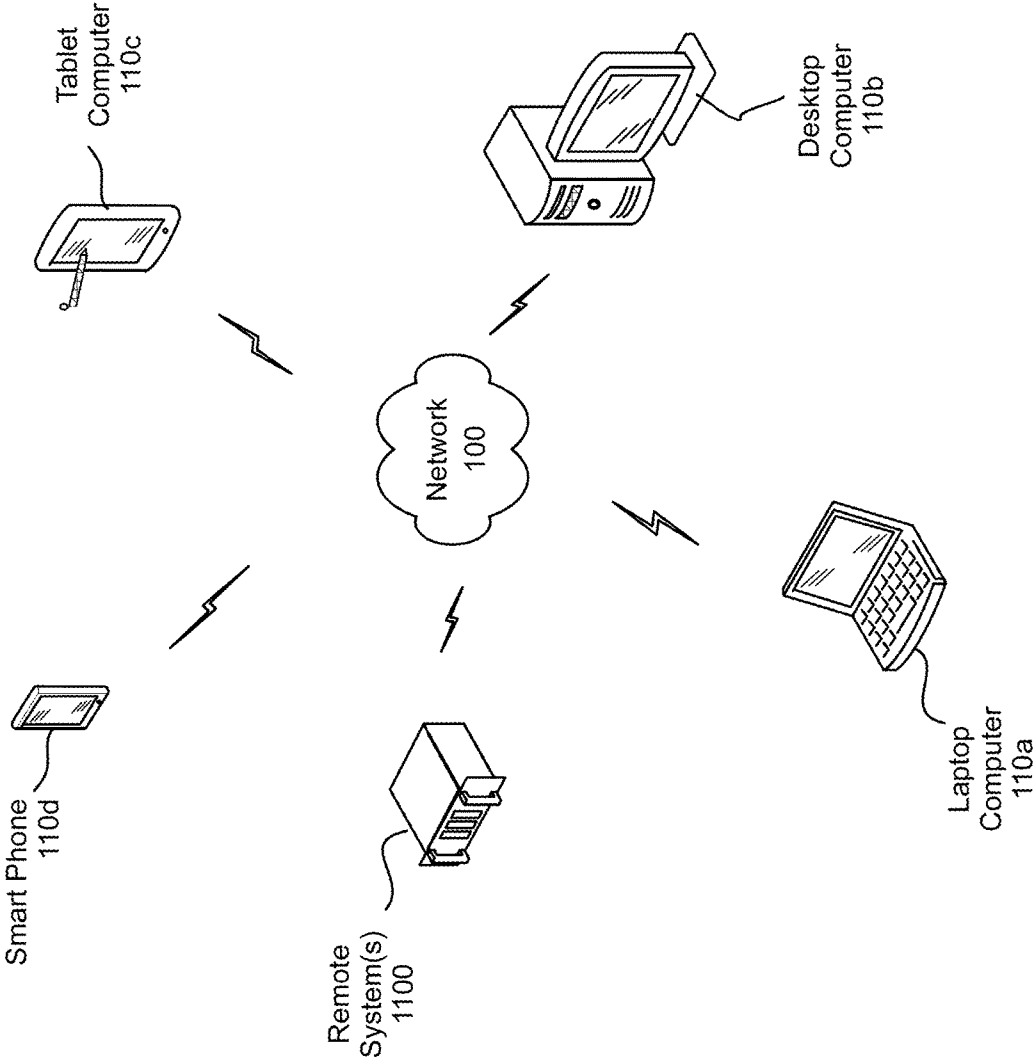 Smart Phone
110d
Tablet
Computer
110c
Remote
System(s)
1100
Network
100
Desktop
Computer
110b
Laptop
Computer
110a